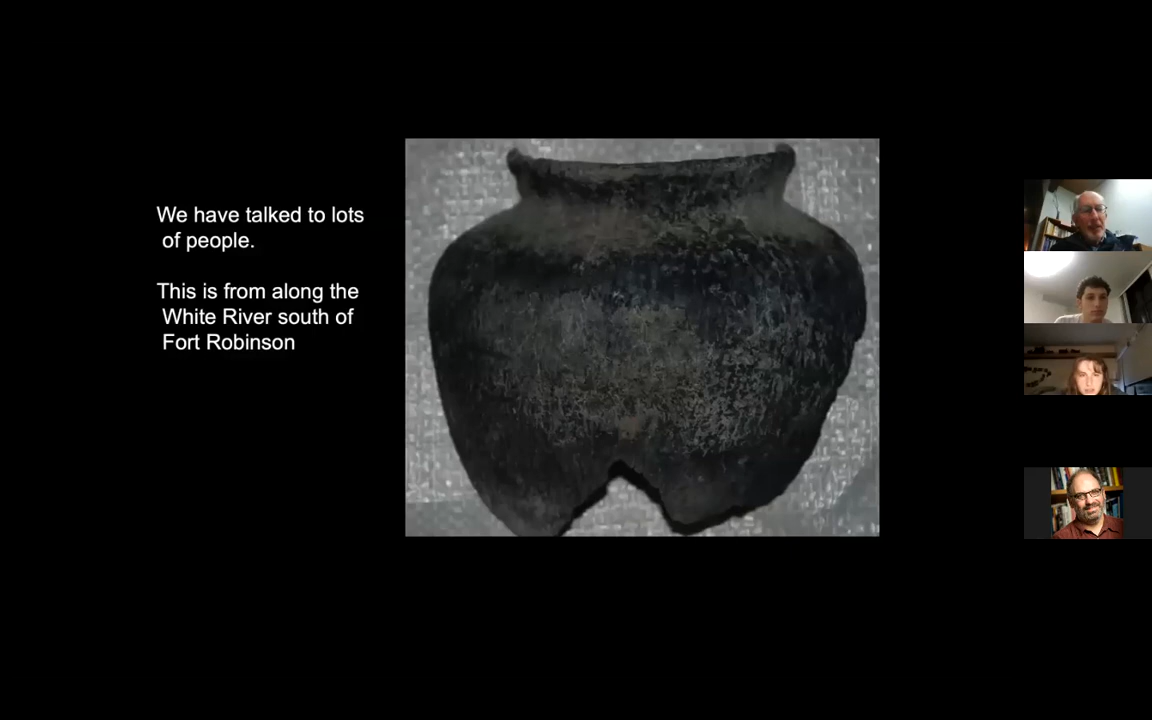 We have talked to lots
of people.
This is from along the
White River south of
Fort Robinson